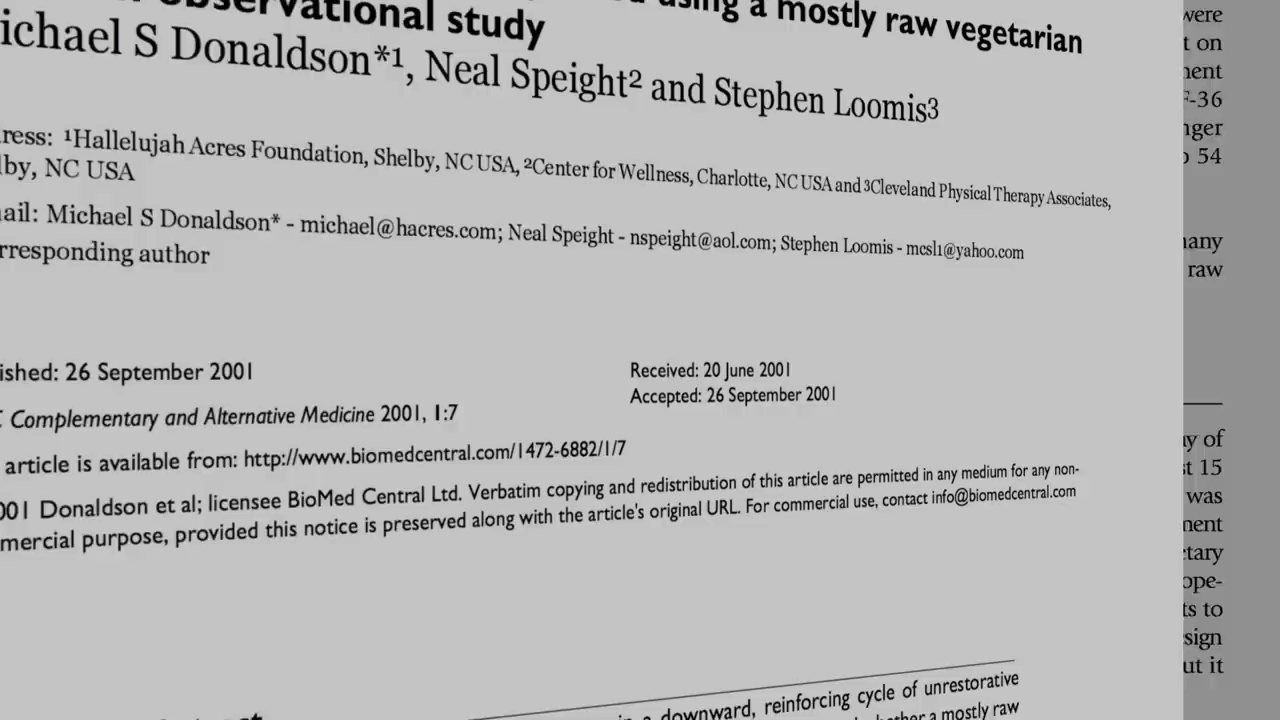 using a mostly raw vegetarian
observational study
ichael S Donaldson*1, Neal Speight2 and Stephen Loomis3
ress: 1Hallelujah Acres Foundation, Shelby, NC USA, 2Center for Wellness, Charlotte, NC USA and 3Cleveland Physical Therapy Associates,
lby, NC USA
ail: Michael S Donaldson* - michael@hacres.com; Neal Speight - nspeight@aol.com; Stephen Loomis - mcsl1@yahoo.com
rresponding author
ished: 26 September 2001
Complementary and Alternative Medicine 2001, 1:7
article is available from: http://www.biomedcentral.com/1472-6882/1/7
001 Donaldson et al; licensee BioMed Central Ltd. Verbatim copying and redistribution of this article are permitted in any medium for any non-
mercial purpose, provided this notice is preserved along with the article's original URL. For commercial use, contact info@biomedcentral.com
Received: 20 June 2001
Accepted: 26 September 2001
a downward, reinforcing cycle of unrestorative
whether a mostly raw
were
t on
nent
F-36
nger
o 54
many
raw
y of
t 15
was
nent
etary
ope-
ts to
sign
ut it